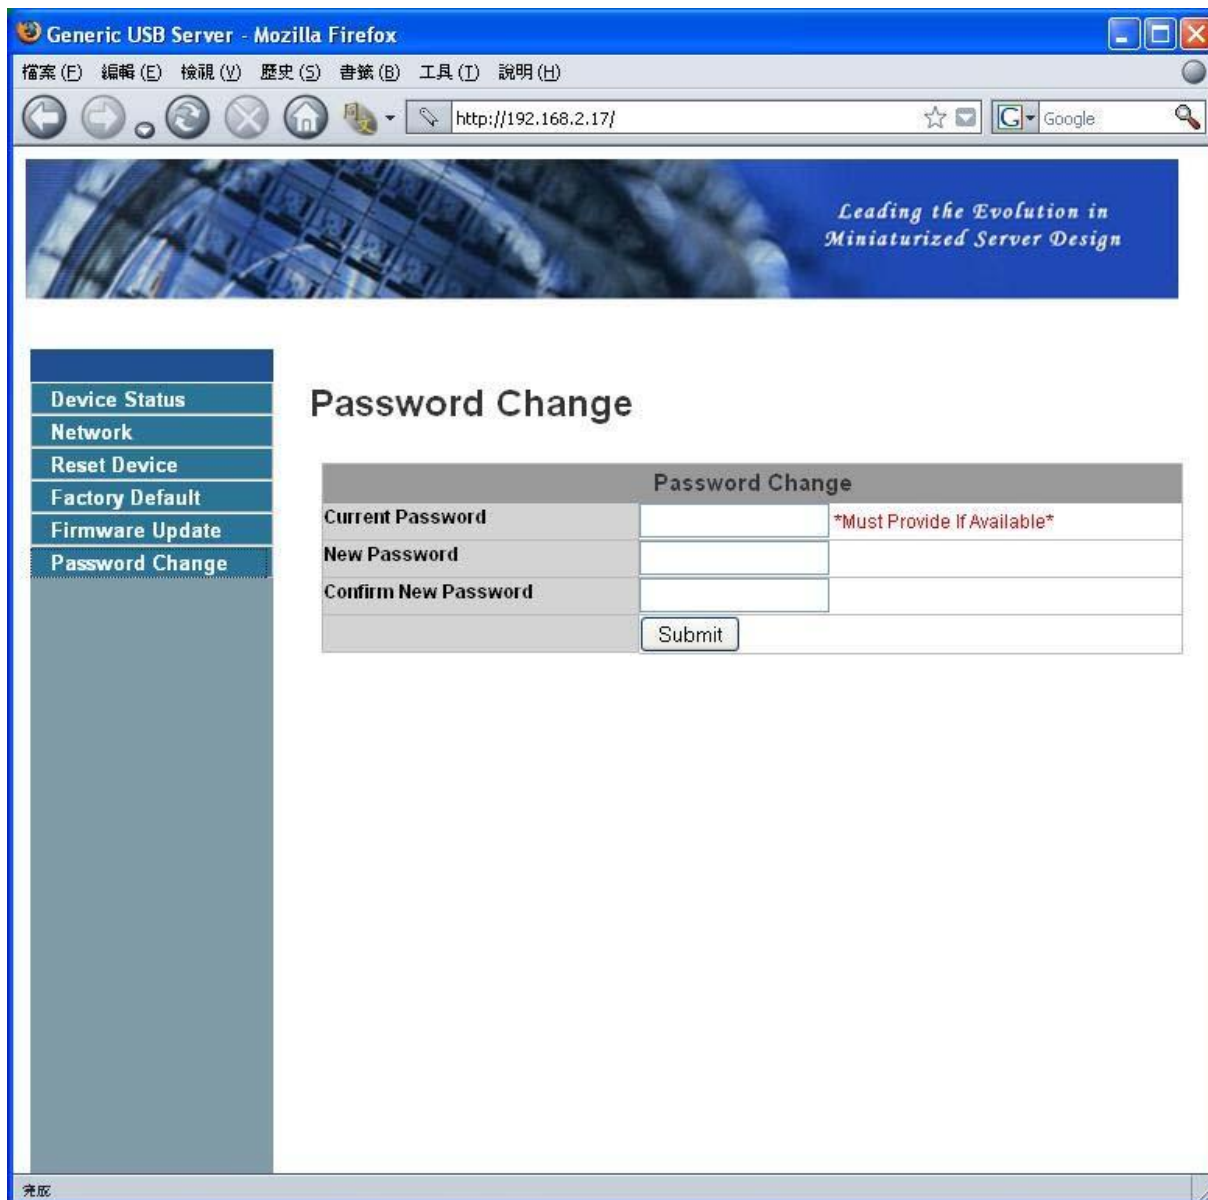 Generic USB Server - Mozilla Firefox
檔案(F) 編輯(E) 檢視(V) 歷史(S) 書籤(B) 工具(T) 說明(H)
http://192.168.2.17/
G Google
Leading the Evolution in
Miniaturized Server Design
Device Status
Network
Reset Device
Factory Default
Firmware Update
Password Change
Password Change
Password Change
Current Password *Must Provide If Available*
New Password
Confirm New Password
Submit
完成